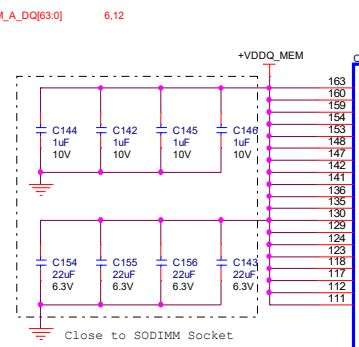 M_A_DQ[63:0] 6,12
+VDDQ_MEM
C144 C142 C145 C146
1uF 1uF 1uF 1uF
10V 10V 10V 10V
C154 C155 C156 C143
22uF 22uF 22uF 22uF
6.3V 6.3V 6.3V 6.3V
Close to SODIMM Socket
163
160
159
154
153
148
147
142
141
136
135
130
129
124
123
118
117
112
111